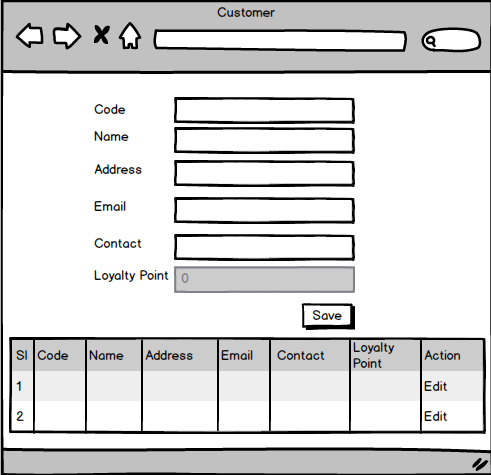 Customer
Code
Name
Address
Email
Contact
Loyalty Point 0
Save
Sl Code Name Address Email Contact Loyalty Point Action
1 Edit
2 Edit